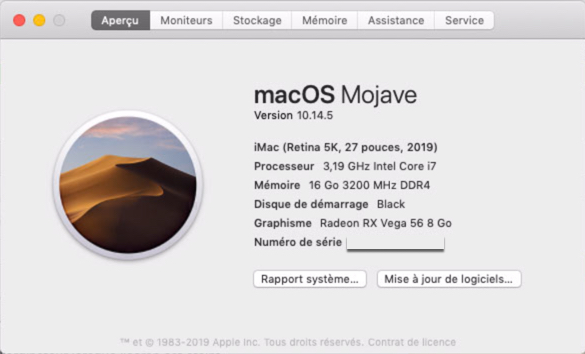 Aperçu Moniteurs Stockage Mémoire Assistance Service
macOS Mojave
Version 10.14.5
iMac (Retina 5K, 27 pouces, 2019)
Processeur 3,19 GHz Intel Core i7
Mémoire 16 Go 3200 MHz DDR4
Disque de démarrage Black
Graphisme Radeon RX Vega 56 8 Go
Numéro de série
Rapport système... Mise à jour de logiciels...
™ et © 1983-2019 Apple Inc. Tous droits réservés. Contrat de licence